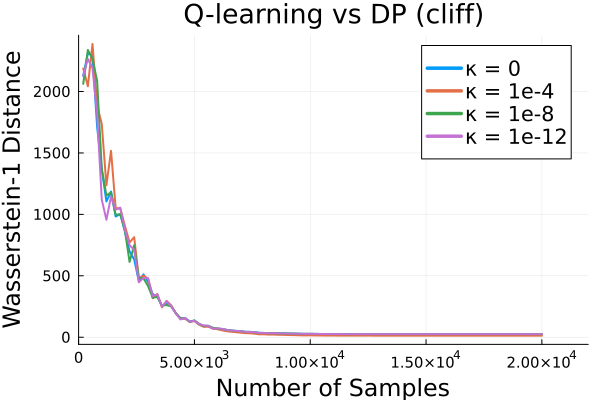 Q-learning vs DP (cliff)
Wasserstein-1 Distance
2000
1500
1000
500
0
κ = 0
κ = 1e-4
κ = 1e-8
κ = 1e-12
0 5.00×10³ 1.00×10⁴ 1.50×10⁴ 2.00×10⁴
Number of Samples